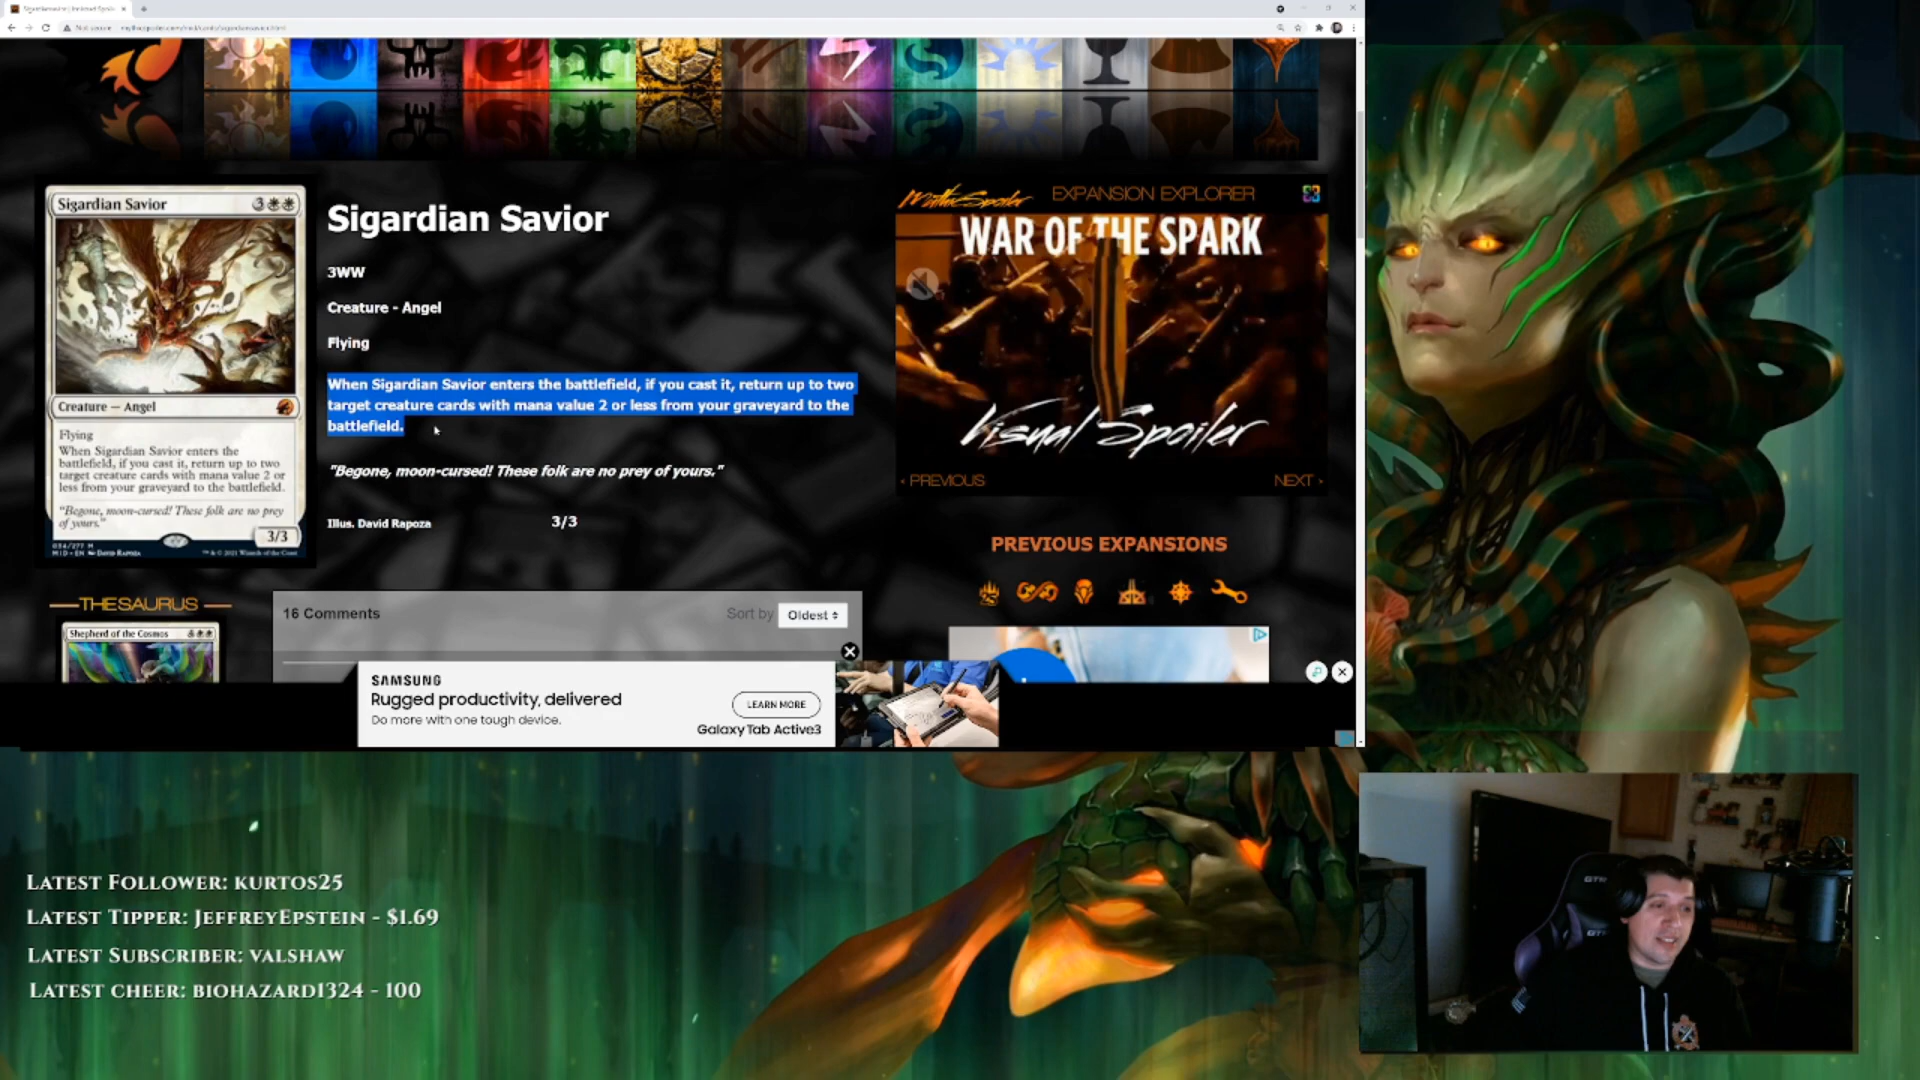 Not secure
Sigardian Savior
Creature — Angel
Flying
When Sigardian Savior enters the
battlefield, if you cast it, return up to two
target creature cards with mana value 2 or
less from your graveyard to the battlefield.
"Begone, moon-cursed! These folk are no prey
of yours."
3/3
Sigardian Savior
3WW
Creature - Angel
Flying
When Sigardian Savior enters the battlefield, if you cast it, return up to two
target creature cards with mana value 2 or less from your graveyard to the
battlefield.
"Begone, moon-cursed! These folk are no prey of yours."
Illus. David Rapoza
3/3
MythicSpoiler
EXPANSION EXPLORER
WAR OF THE SPARK
Visual Spoiler
‹ PREVIOUS
NEXT ›
PREVIOUS EXPANSIONS
THESAURUS
Shepherd of the Cosmos
16 Comments
Sort by
Oldest
SAMSUNG
Rugged productivity, delivered
Do more with one tough device.
LEARN MORE
Galaxy Tab Active3
LATEST FOLLOWER: KURTOS25
LATEST TIPPER: JEFFREYEPSTEIN - $1.69
LATEST SUBSCRIBER: VALSHAW
LATEST CHEER: BIOHAZARD1324 - 100